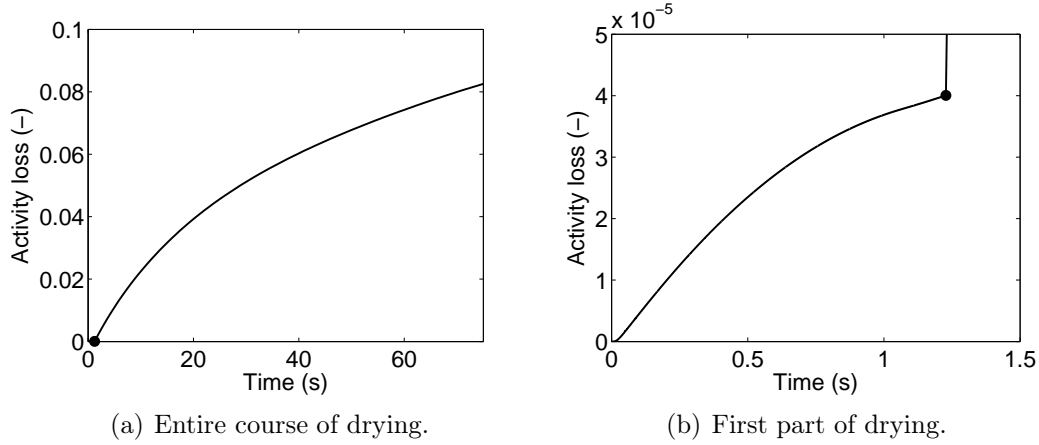 0.1
0.08
0.06
0.04
0.02
0
0 20 40 60
Activity loss (−)
Time (s)
(a) Entire course of drying.
x 10^{-5}
5
4
3
2
1
0
0 0.5 1 1.5
Activity loss (−)
Time (s)
(b) First part of drying.